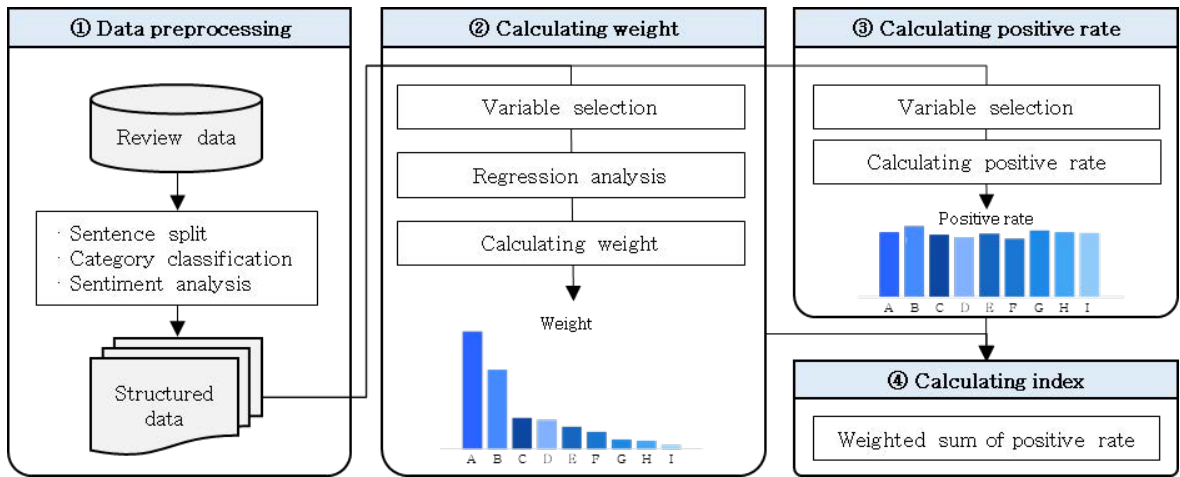 ① Data preprocessing
Review data
· Sentence split
· Category classification
· Sentiment analysis
Structured
data
② Calculating weight
Variable selection
Regression analysis
Calculating weight
Weight
A B C D E F G H I
③ Calculating positive rate
Variable selection
Calculating positive rate
Positive rate
A B C D E F G H I
④ Calculating index
Weighted sum of positive rate